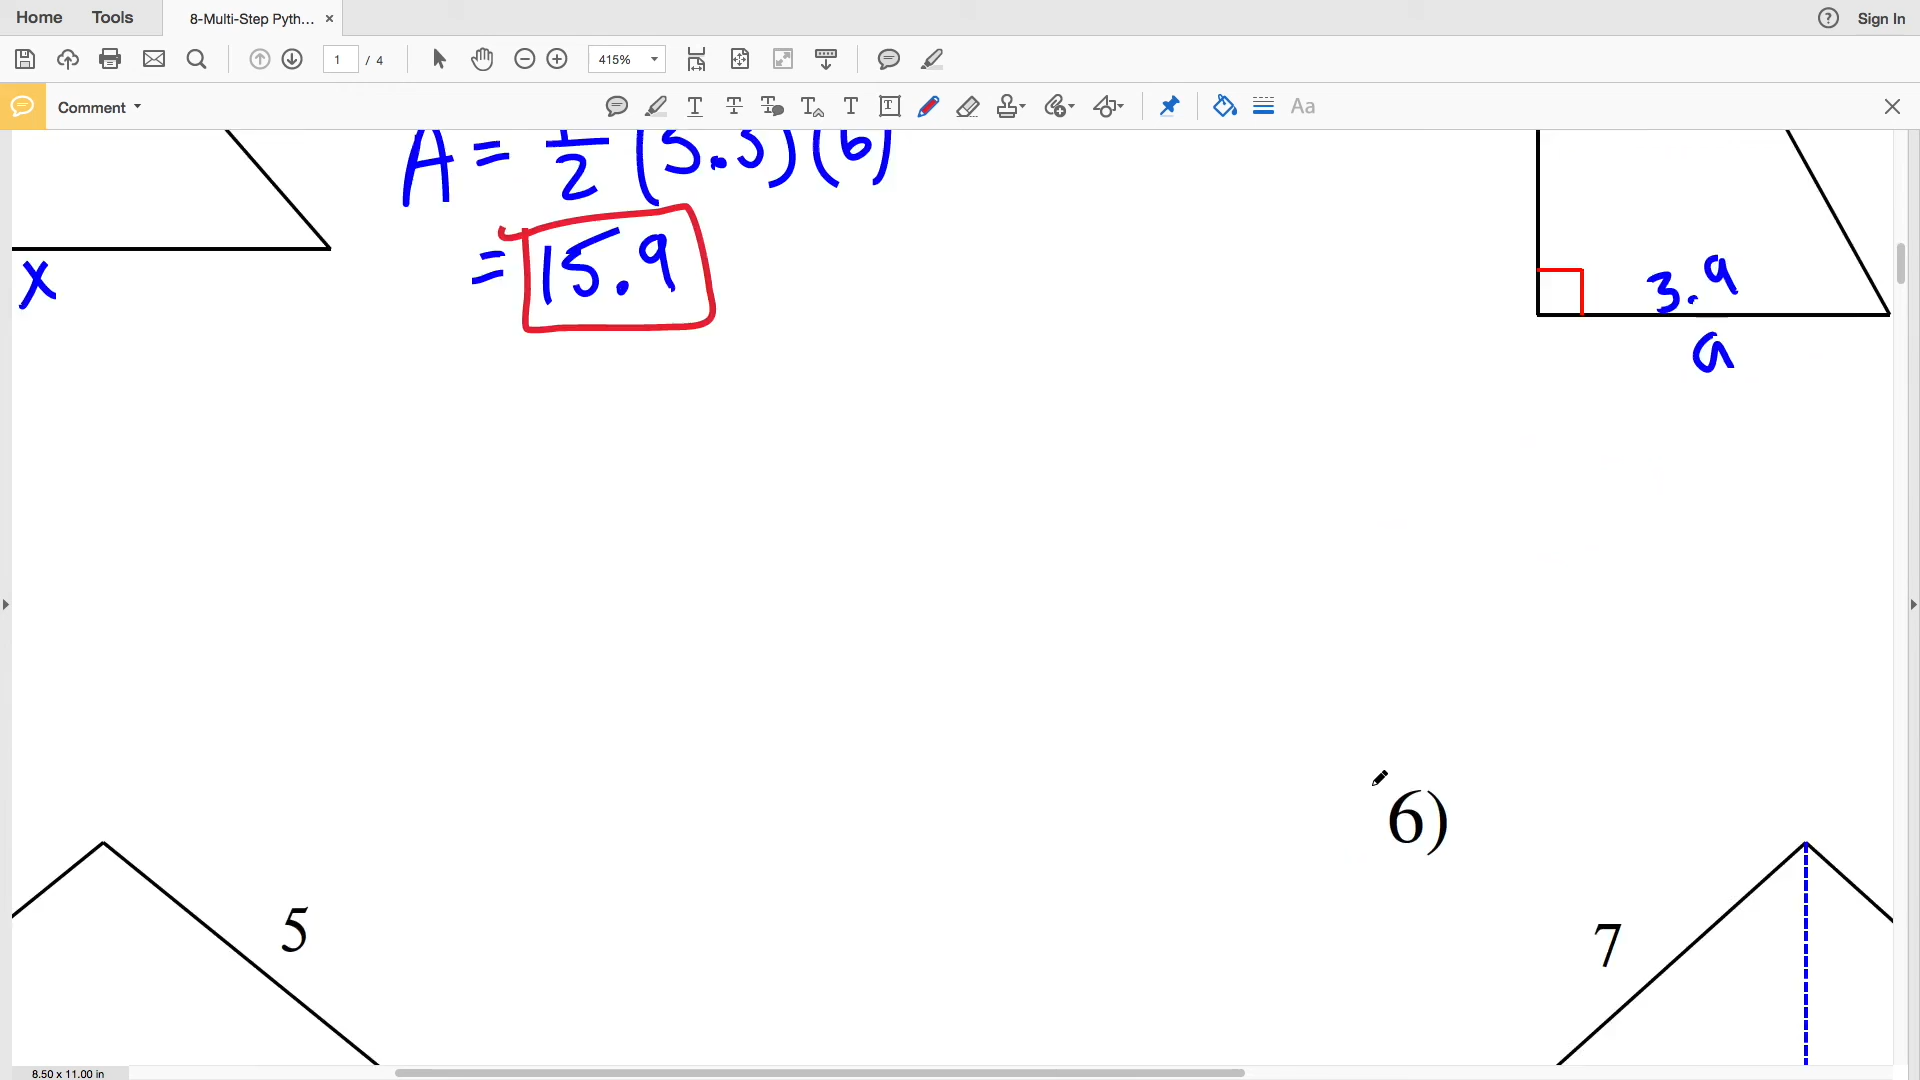 Home Tools 8-Multi-Step Pyth... × ? Sign In
1 / 4 415%
Comment T T T T T T Aa
A = 1/2 (5.3)(6)
= 15.9
x
3.9
a
6)
5
7
8.50 x 11.00 in